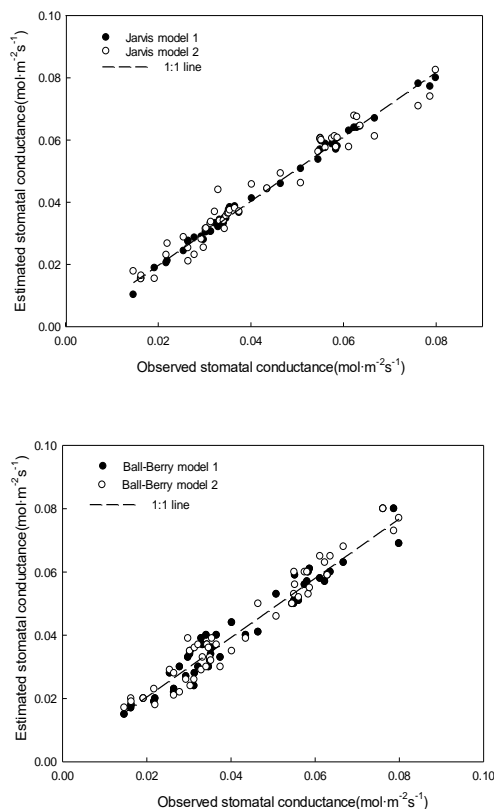 0.10
Jarvis model 1
Jarvis model 2
1:1 line
0.08
0.06
0.04
0.02
0.00
0.00 0.02 0.04 0.06 0.08
Estimated stomatal conductance(mol·m⁻²s⁻¹)
Observed stomatal conductance(mol·m⁻²s⁻¹)
0.10
Ball-Berry model 1
Ball-Berry model 2
1:1 line
0.08
0.06
0.04
0.02
0.00
0.00 0.02 0.04 0.06 0.08 0.10
Estimated stomatal conductance(mol·m⁻²s⁻¹)
Observed stomatal conductance(mol·m⁻²s⁻¹)